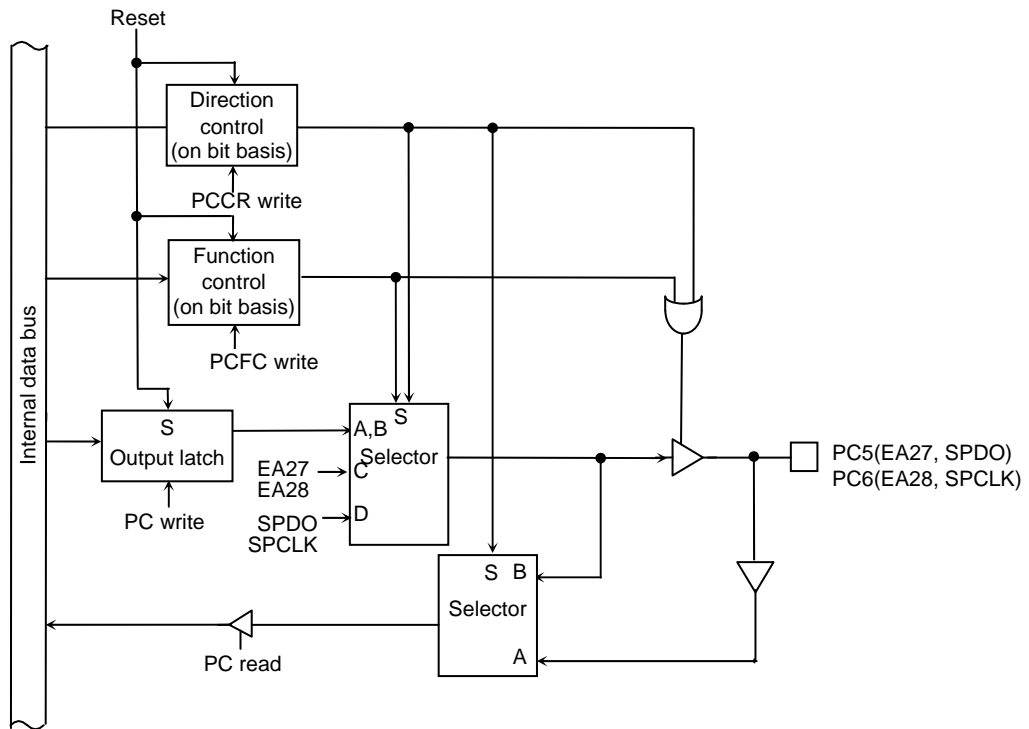 Reset
Direction
control
(on bit basis)
PCCR write
Function
control
(on bit basis)
PCFC write
Internal data bus
S
Output latch
PC write
S
A,B
Selector
C
D
EA27
EA28
SPDO
SPCLK
PC5(EA27, SPDO)
PC6(EA28, SPCLK)
S B
Selector
A
PC read